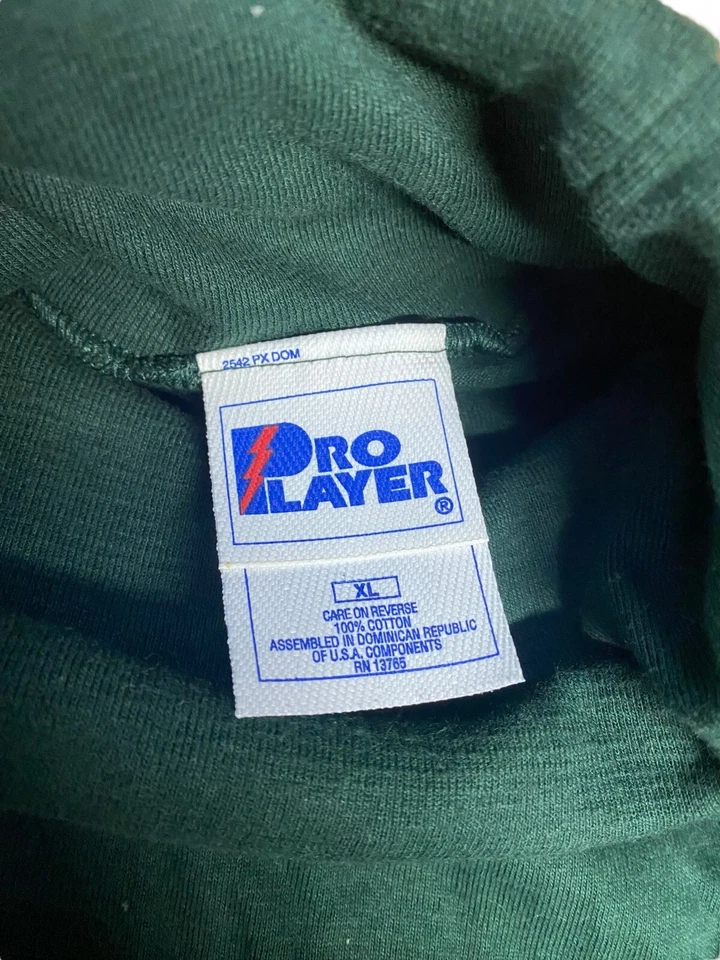 2542 PX DOM
PRO
PLAYER®
XL
CARE ON REVERSE
100% COTTON
ASSEMBLED IN DOMINICAN REPUBLIC
OF U.S.A. COMPONENTS
RN 13765